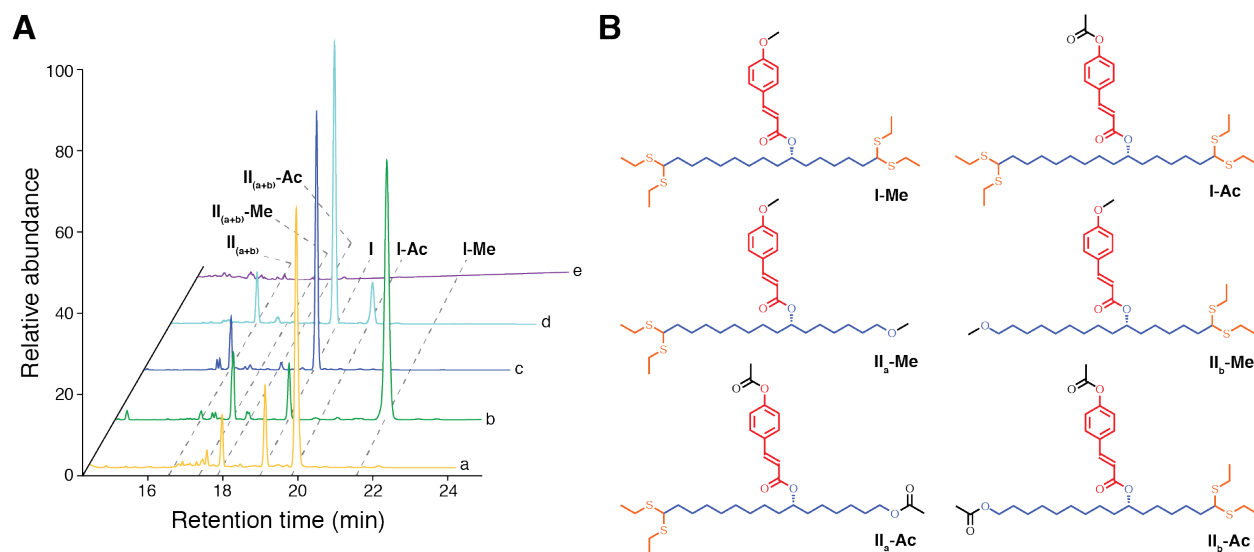 A
B
100
80
60
40
20
0
Relative abundance
16
18
20
22
24
Retention time (min)
II(a+b)-Ac
II(a+b)-Me
II(a+b)
I
I-Ac
I-Me
e
d
c
b
a
O
O
O
S
S
S
S
I-Me
O
O
O
O
S
S
S
S
I-Ac
O
O
O
S
S
O
IIa-Me
O
O
O
O
S
S
IIb-Me
O
O
O
O
S
S
O
O
IIa-Ac
O
O
O
O
O
O
S
S
IIb-Ac